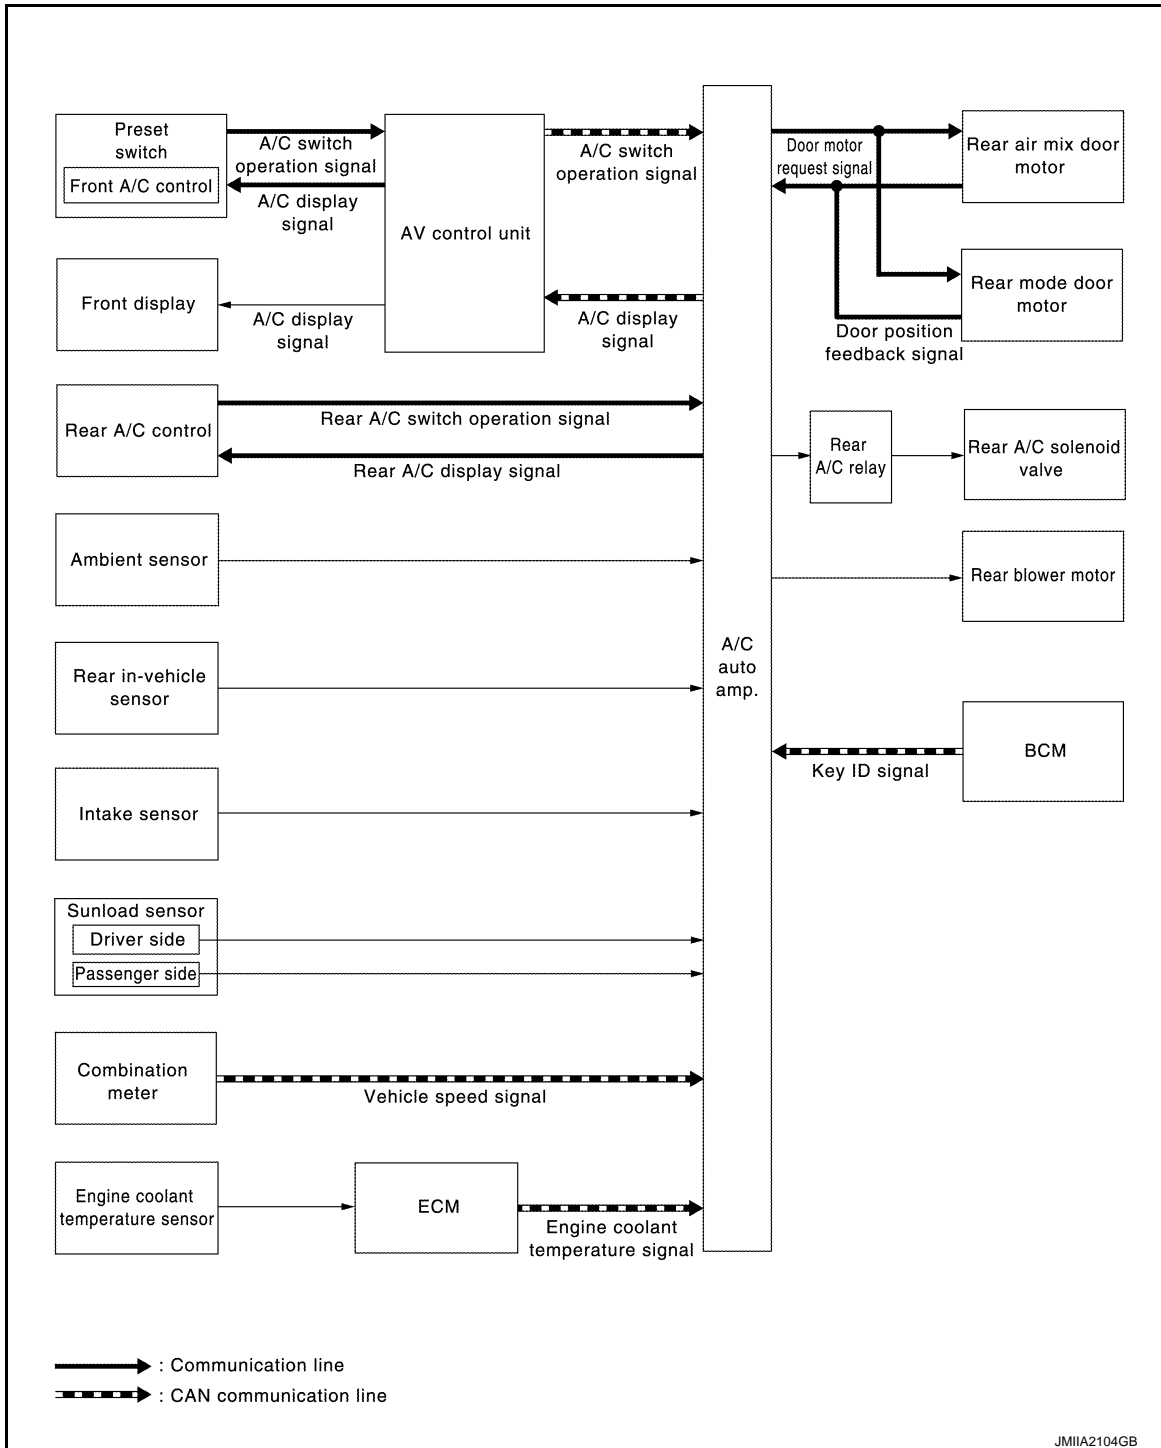 Preset
switch
Front A/C control
A/C switch
operation signal
A/C display
signal
AV control unit
A/C switch
operation signal
Door motor
request signal
Rear air mix door
motor
Front display
A/C display
signal
A/C display
signal
Rear mode door
motor
Door position
feedback signal
Rear A/C control
Rear A/C switch operation signal
Rear A/C display signal
Rear
A/C relay
Rear A/C solenoid
valve
Ambient sensor
Rear blower motor
A/C
auto
amp.
Rear in-vehicle
sensor
Key ID signal
BCM
Intake sensor
Sunload sensor
Driver side
Passenger side
Combination
meter
Vehicle speed signal
Engine coolant
temperature sensor
ECM
Engine coolant
temperature signal
: Communication line
: CAN communication line
JMIIA2104GB